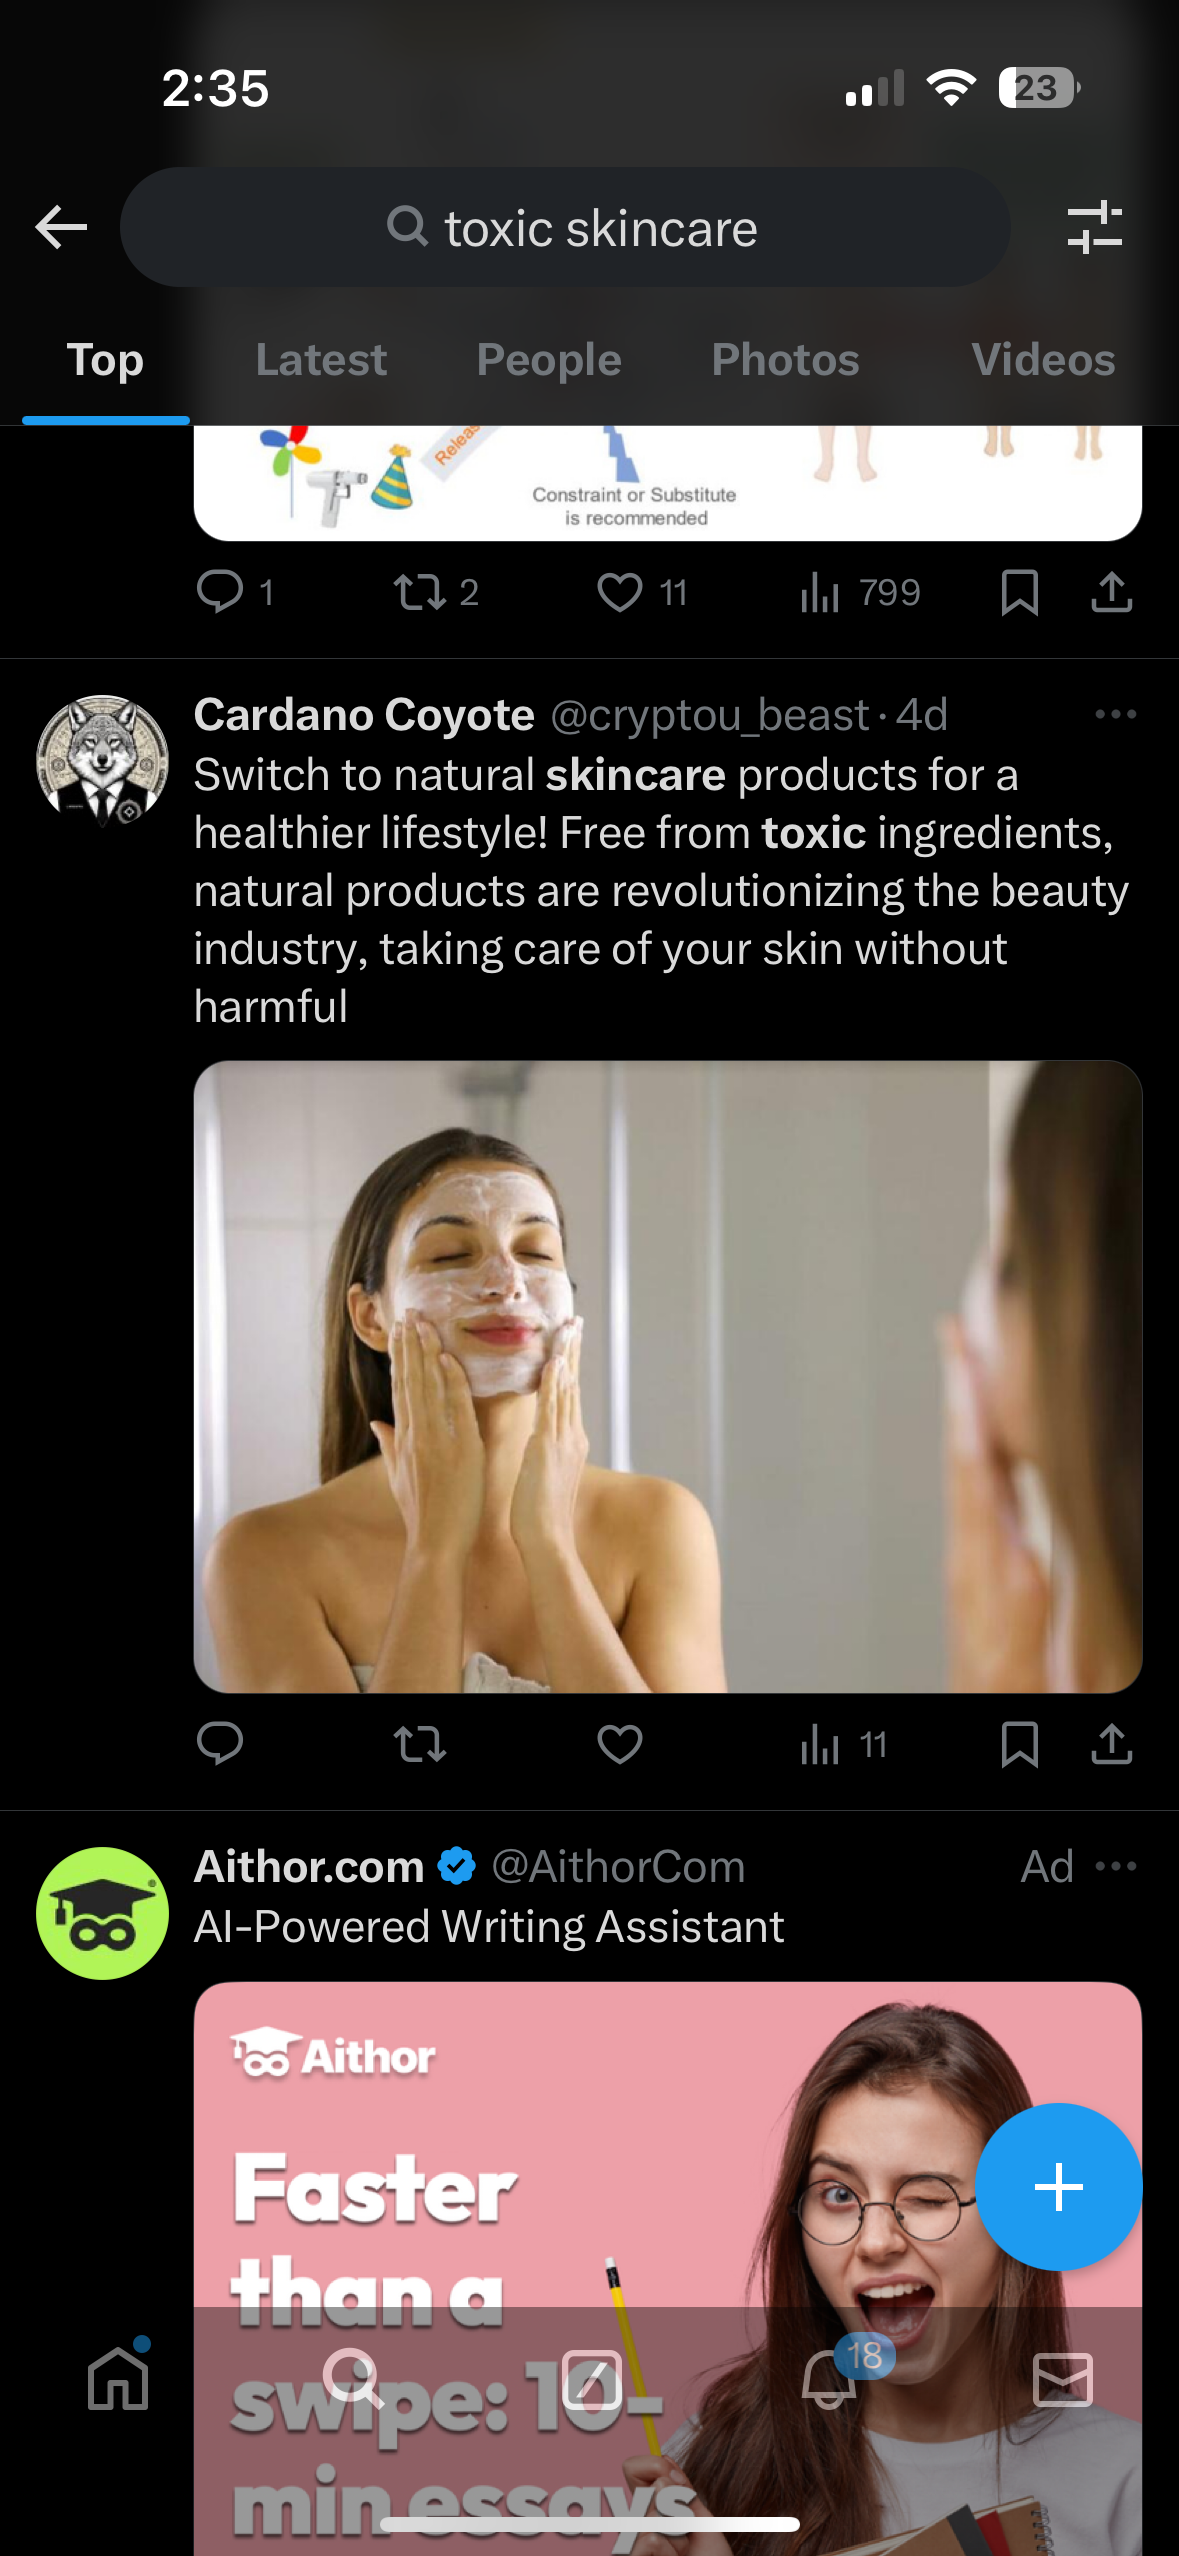 2:35
23
toxic skincare
Top Latest People Photos Videos
Releas
Constraint or Substitute
is recommended
1 2 11 799
Cardano Coyote @cryptou_beast · 4d
Switch to natural skincare products for a
healthier lifestyle! Free from toxic ingredients,
natural products are revolutionizing the beauty
industry, taking care of your skin without
harmful
11
Aithor.com @AithorCom Ad
AI-Powered Writing Assistant
Aithor
Faster
than a
swipe: 10-
min essays
18